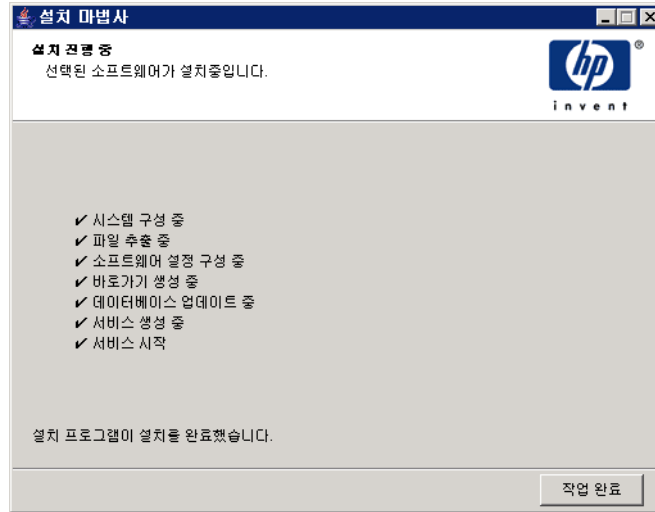 설치 마법사
설치 진행 중
선택된 소프트웨어가 설치중입니다.
hp
®
invent
✔ 시스템 구성 중
✔ 파일 추출 중
✔ 소프트웨어 설정 구성 중
✔ 바로가기 생성 중
✔ 데이터베이스 업데이트 중
✔ 서비스 생성 중
✔ 서비스 시작
설치 프로그램이 설치를 완료했습니다.
작업 완료